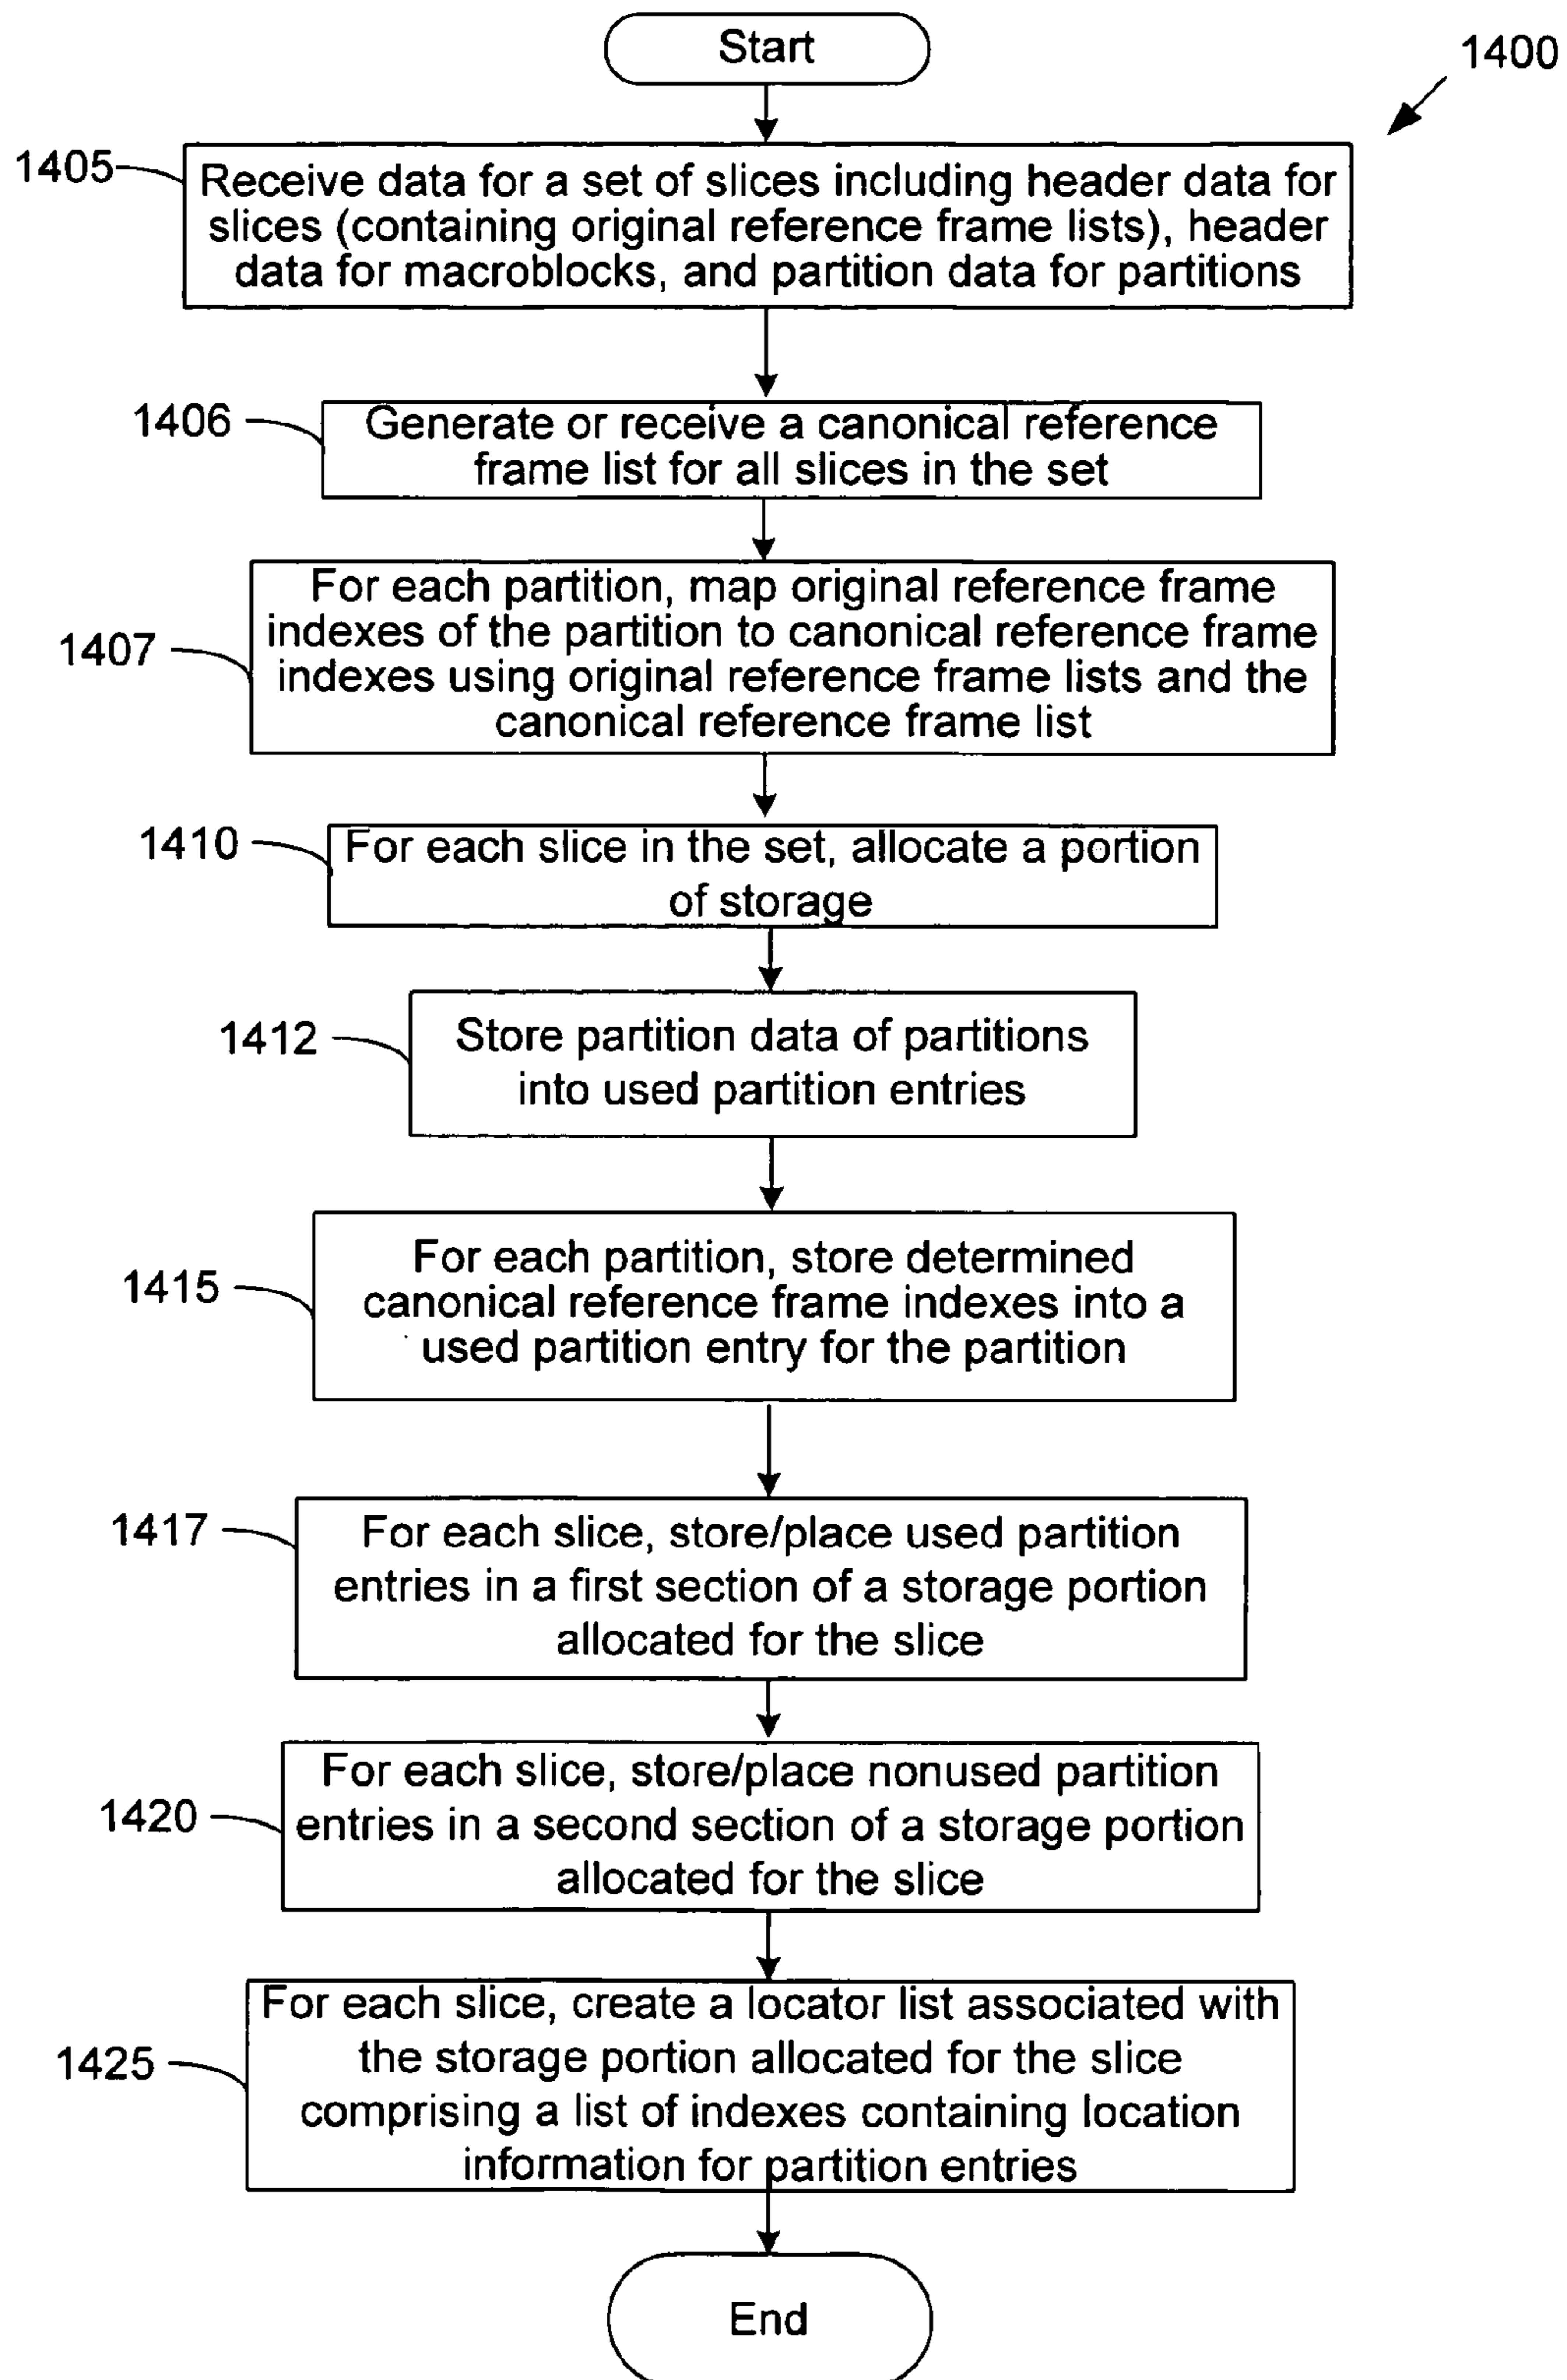 Start
1400
1405
Receive data for a set of slices including header data for
slices (containing original reference frame lists), header
data for macroblocks, and partition data for partitions
1406
Generate or receive a canonical reference
frame list for all slices in the set
1407
For each partition, map original reference frame
indexes of the partition to canonical reference frame
indexes using original reference frame lists and the
canonical reference frame list
1410
For each slice in the set, allocate a portion
of storage
1412
Store partition data of partitions
into used partition entries
1415
For each partition, store determined
canonical reference frame indexes into a
used partition entry for the partition
1417
For each slice, store/place used partition
entries in a first section of a storage portion
allocated for the slice
1420
For each slice, store/place nonused partition
entries in a second section of a storage portion
allocated for the slice
1425
For each slice, create a locator list associated with
the storage portion allocated for the slice
comprising a list of indexes containing location
information for partition entries
End